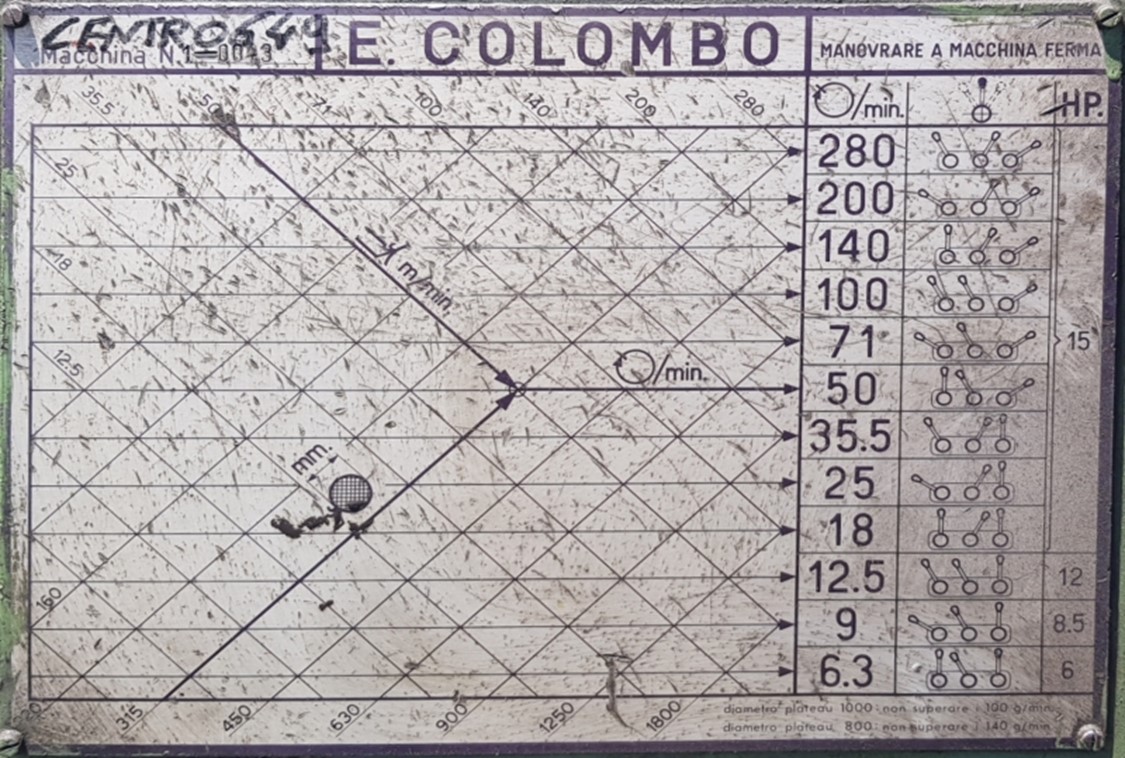 CENTRO649
Macchina N. 1-0013
E. COLOMBO
MANOVRARE A MACCHINA FERMA
35.5 50 71 100 140 200 280
/min. HP.
25
18
12.5
160
m/min.
/min.
mm.
280
200
140
100
71
50
35.5
25
18
12.5
9
6.3
15
12
8.5
6
315 450 630 900 1250 1800
diametro plateau 1000: non superare i 100 g/min.
diametro plateau 800: non superare i 140 g/min.